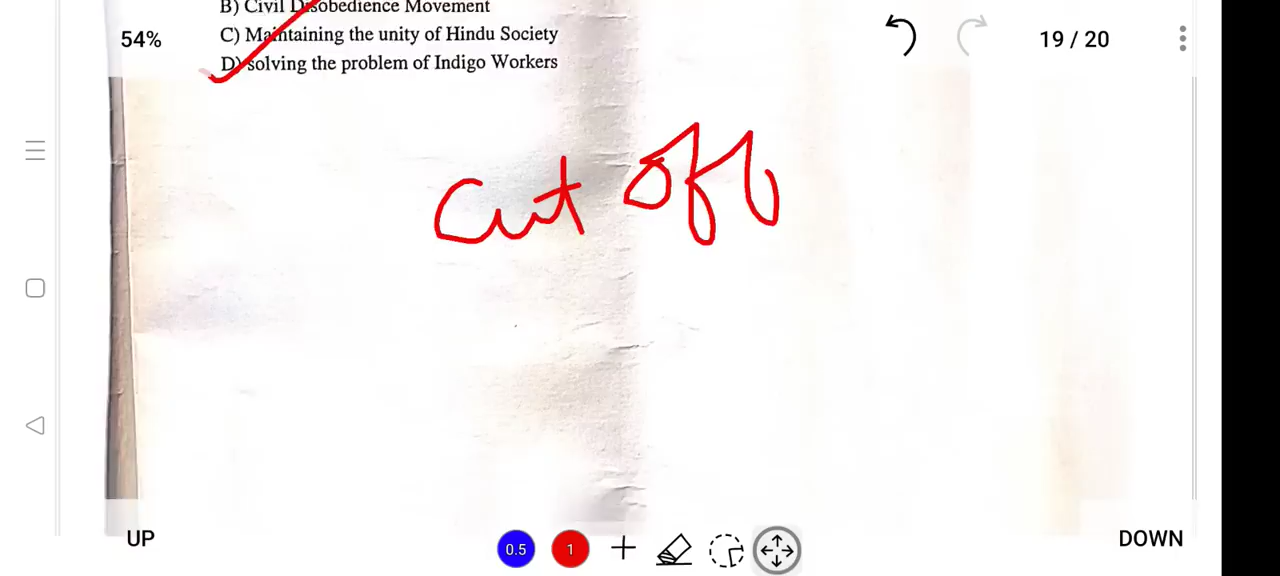 B) Civil Disobedience Movement
54%
C) Maintaining the unity of Hindu Society
19 / 20
D) solving the problem of Indigo Workers
cut off
UP
0.5
1
DOWN